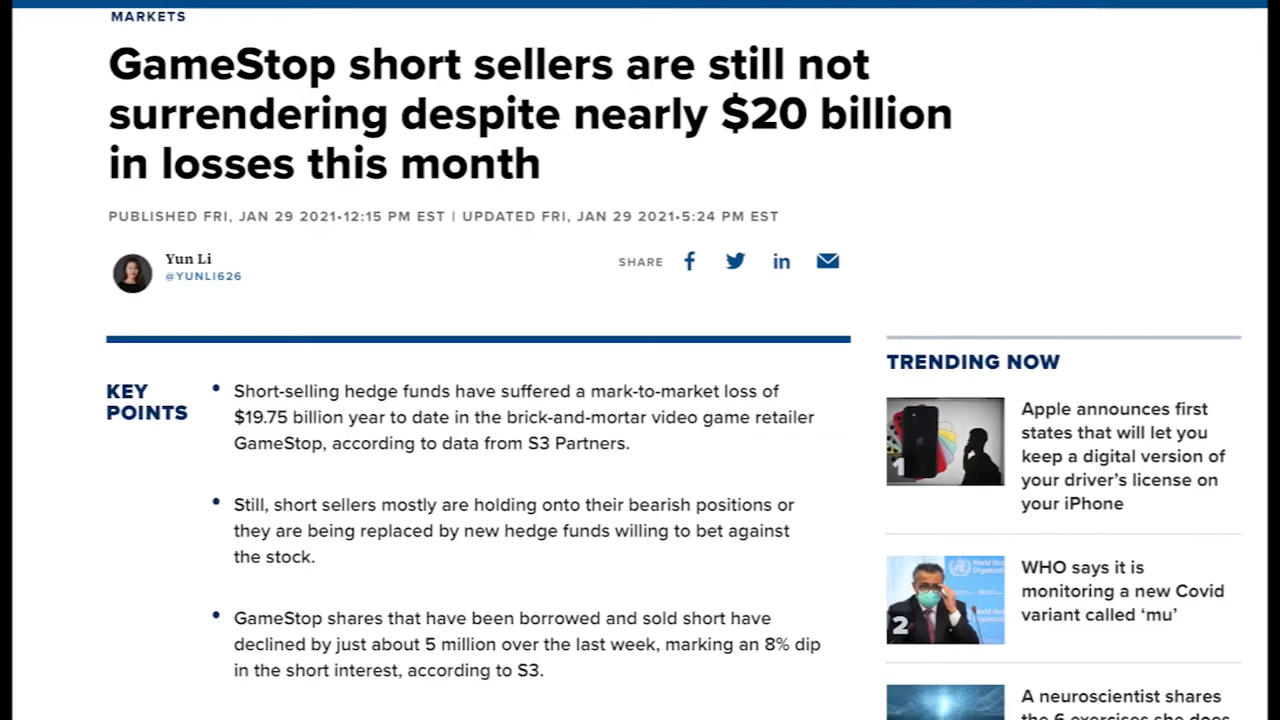 MARKETS
GameStop short sellers are still not
surrendering despite nearly $20 billion
in losses this month
PUBLISHED FRI, JAN 29 2021•12:15 PM EST | UPDATED FRI, JAN 29 2021•5:24 PM EST
Yun Li
@YUNLI626
SHARE
KEY
POINTS
• Short-selling hedge funds have suffered a mark-to-market loss of
$19.75 billion year to date in the brick-and-mortar video game retailer
GameStop, according to data from S3 Partners.
• Still, short sellers mostly are holding onto their bearish positions or
they are being replaced by new hedge funds willing to bet against
the stock.
• GameStop shares that have been borrowed and sold short have
declined by just about 5 million over the last week, marking an 8% dip
in the short interest, according to S3.
TRENDING NOW
1
Apple announces first
states that will let you
keep a digital version of
your driver’s license on
your iPhone
2
WHO says it is
monitoring a new Covid
variant called ‘mu’
A neuroscientist shares
the 6 exercises she does